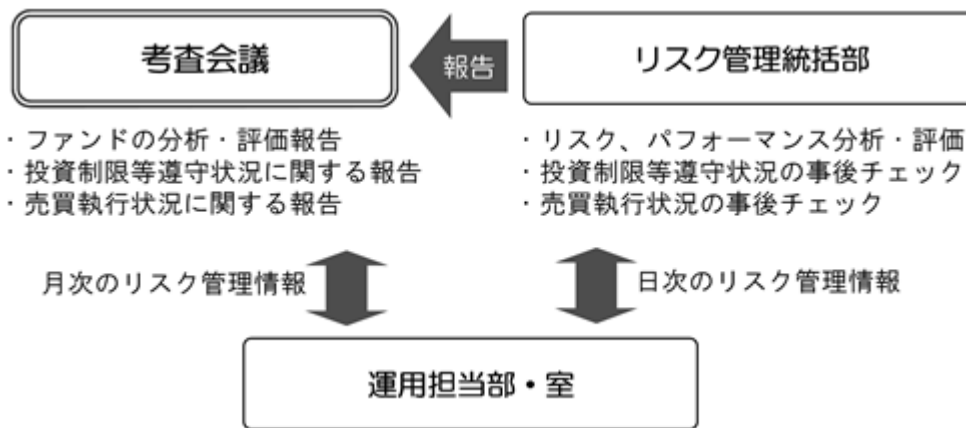 考査会議
報告
リスク管理統括部
・ファンドの分析・評価報告
・投資制限等遵守状況に関する報告
・売買執行状況に関する報告
・リスク、パフォーマンス分析・評価
・投資制限等遵守状況の事後チェック
・売買執行状況の事後チェック
月次のリスク管理情報
日次のリスク管理情報
運用担当部・室